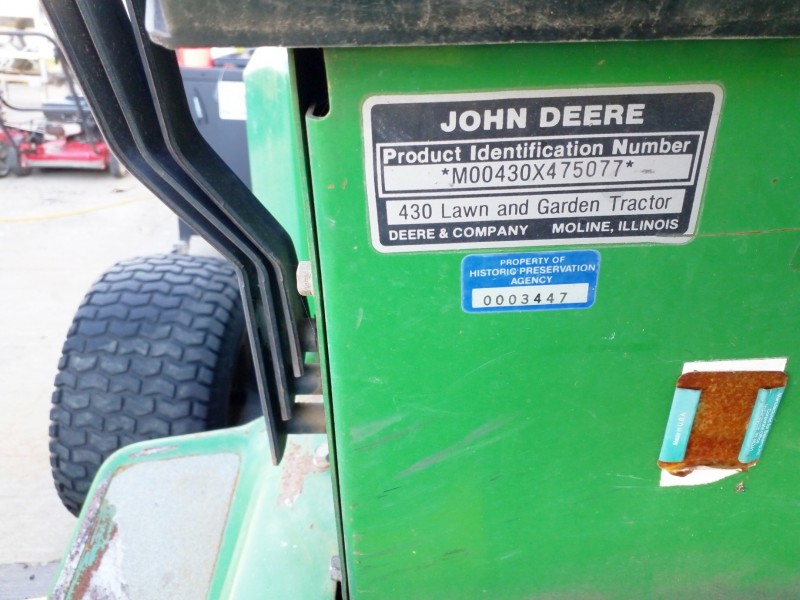 JOHN DEERE
Product Identification Number
*M00430X475077*
430 Lawn and Garden Tractor
DEERE & COMPANY MOLINE, ILLINOIS
PROPERTY OF
HISTORIC PRESERVATION
AGENCY
0003447